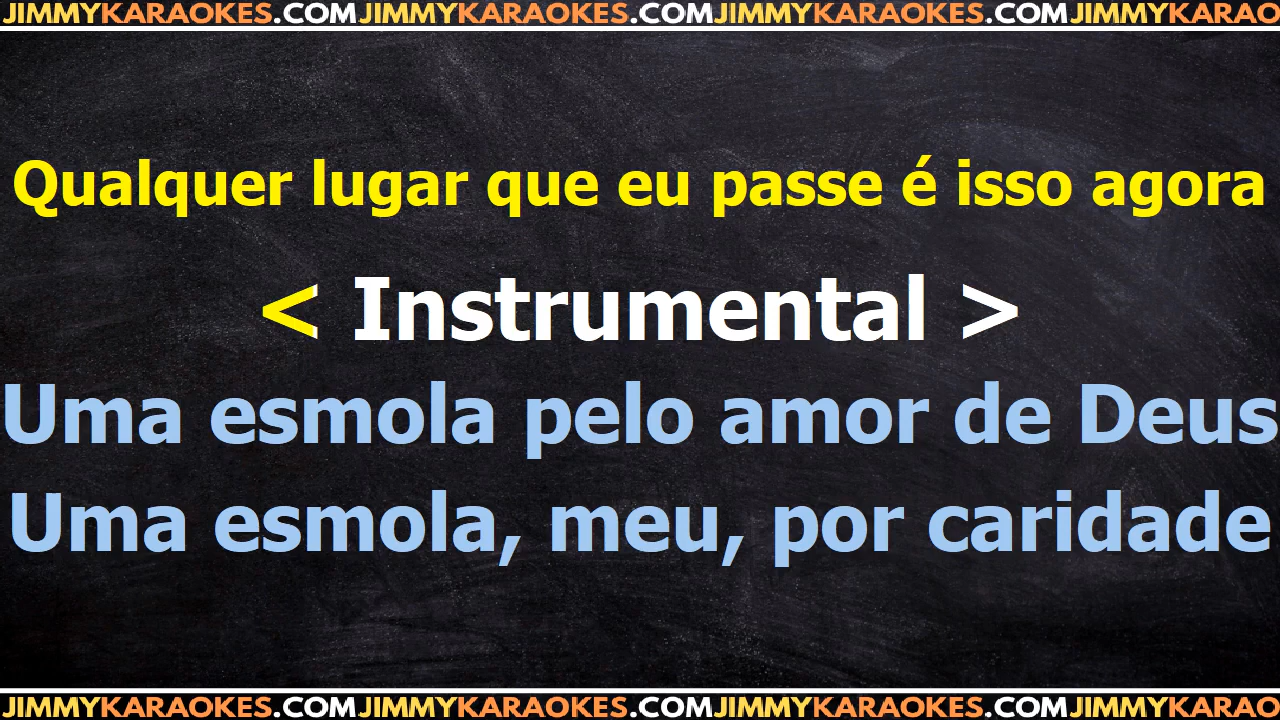 JIMMYKARAOKES.COMJIMMYKARAOKES.COMJIMMYKARAOKES.COMJIMMYKARAO
Qualquer lugar que eu passe é isso agora
< Instrumental >
Uma esmola pelo amor de Deus
Uma esmola, meu, por caridade
JIMMYKARAOKES.COMJIMMYKARAOKES.COMJIMMYKARAOKES.COMJIMMYKARAO